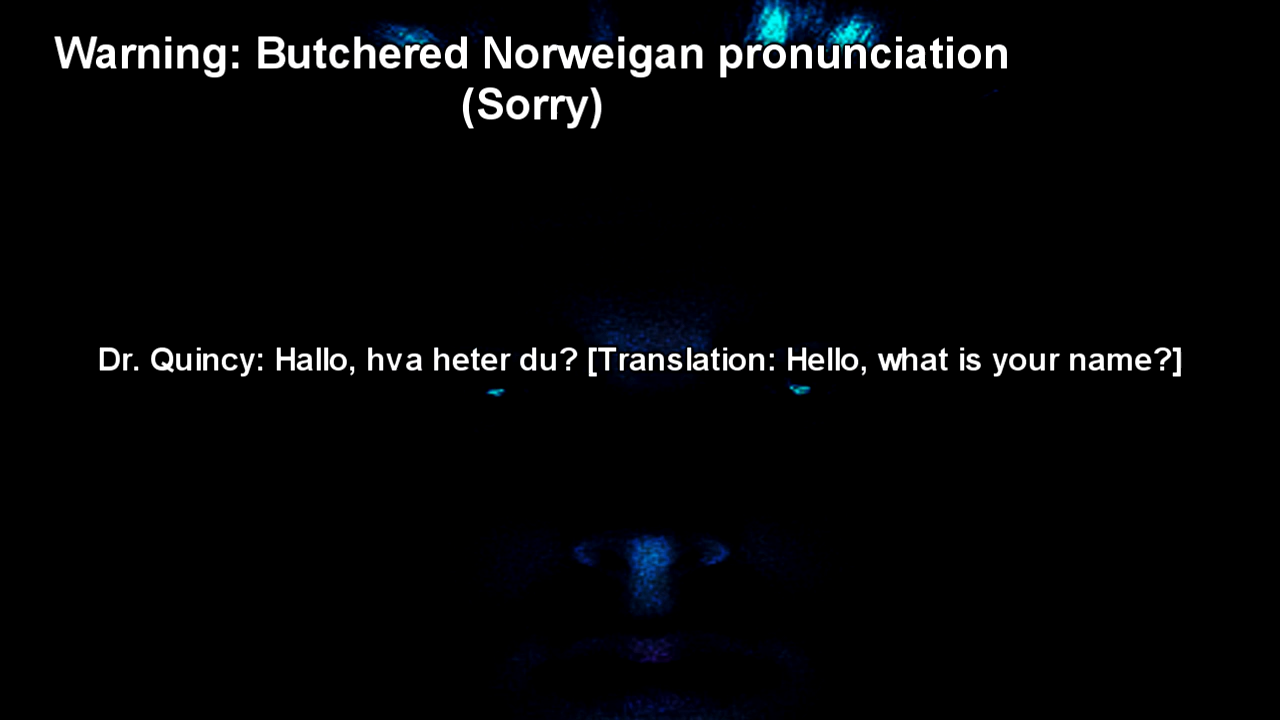 Warning: Butchered Norweigan pronunciation
(Sorry)
Dr. Quincy: Hallo, hva heter du? [Translation: Hello, what is your name?]